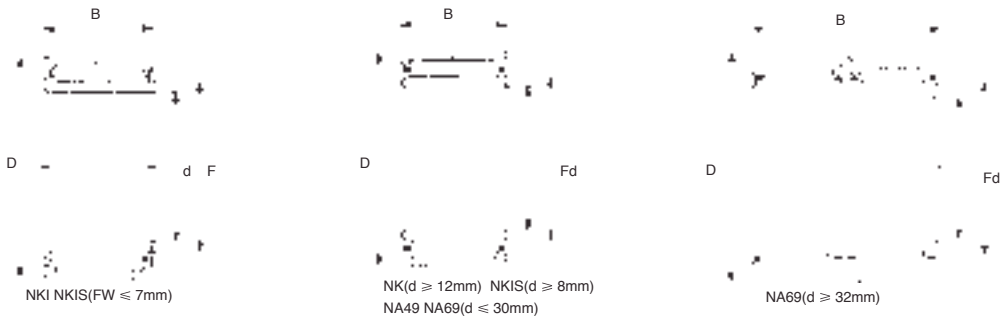 B
B
B
D
d F
D
Fd
D
Fd
NKI NKIS(FW ≤ 7mm)
NK(d ≥ 12mm) NKIS(d ≥ 8mm)
NA49 NA69(d ≤ 30mm)
NA69(d ≥ 32mm)